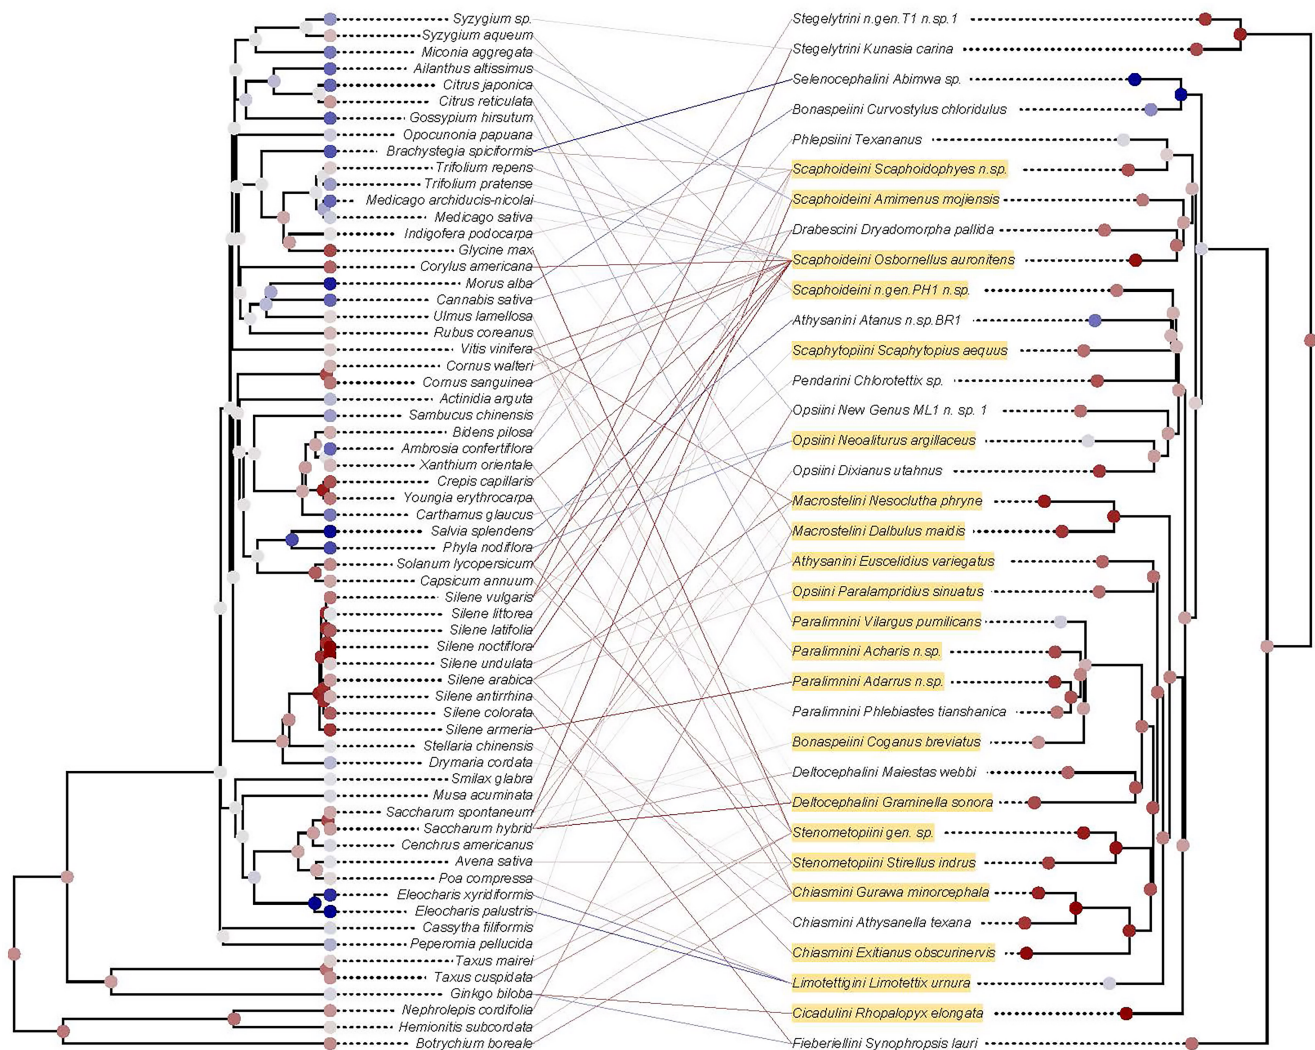 Syzygium sp.
Syzygium aqueum
Miconia aggregata
Ailanthus altissimus
Citrus japonica
Citrus reticulata
Gossypium hirsutum
Opocunonia papuana
Brachystegia spiciformis
Trifolium repens
Trifolium pratense
Medicago archiducis-nicolai
Medicago sativa
Indigofera podocarpa
Glycine max
Corylus americana
Morus alba
Cannabis sativa
Ulmus lamellosa
Rubus coreanus
Vitis vinifera
Cornus walteri
Cornus sanguinea
Actinidia arguta
Sambucus chinensis
Bidens pilosa
Ambrosia confertiflora
Xanthium orientale
Crepis capillaris
Youngia erythrocarpa
Carthamus glaucus
Salvia splendens
Phyla nodiflora
Solanum lycopersicum
Capsicum annuum
Silene vulgaris
Silene littorea
Silene latifolia
Silene noctiflora
Silene undulata
Silene arabica
Silene antirrhina
Silene colorata
Silene armeria
Stellaria chinensis
Drymaria cordata
Smilax glabra
Musa acuminata
Saccharum spontaneum
Saccharum hybrid
Cenchrus americanus
Avena sativa
Poa compressa
Eleocharis xyridiformis
Eleocharis palustris
Cassytha filiformis
Peperomia pellucida
Taxus mairei
Taxus cuspidata
Ginkgo biloba
Nephrolepis cordifolia
Hemionitis subcordata
Botrychium boreale
Stegelytrini n.gen.T1 n.sp.1
Stegelytrini Kunasia carina
Selenocephalini Abimwa sp.
Bonaspeiini Curvostylus chloridulus
Phlepsiini Texananus
Scaphoideini Scaphoidophyes n.sp.
Scaphoideini Amimenus mojiensis
Drabescini Dryadomorpha pallida
Scaphoideini Osbornellus auronitens
Scaphoideini n.gen.PH1 n.sp.
Athysanini Atanus n.sp.BR1
Scaphytopiini Scaphytopius aequus
Pendarini Chlorotettix sp.
Opsiini New Genus ML1 n. sp. 1
Opsiini Neoaliturus argillaceus
Opsiini Dixianus utahnus
Macrostelini Nesoclutha phryne
Macrostelini Dalbulus maidis
Athysanini Euscelidius variegatus
Opsiini Paralampridius sinuatus
Paralimnini Vilargus pumilicans
Paralimnini Acharis n.sp.
Paralimnini Adarrus n.sp.
Paralimnini Phlebiastes tianshanica
Bonaspeiini Coganus breviatus
Deltocephalini Maiestas webbi
Deltocephalini Graminella sonora
Stenometopiini gen. sp.
Stenometopiini Stirellus indrus
Chiasmini Gurawa minorcephala
Chiasmini Athysanella texana
Chiasmini Exitianus obscurinervis
Limotettigini Limotettix urnura
Cicadulini Rhopalopyx elongata
Fieberiellini Synophropsis lauri